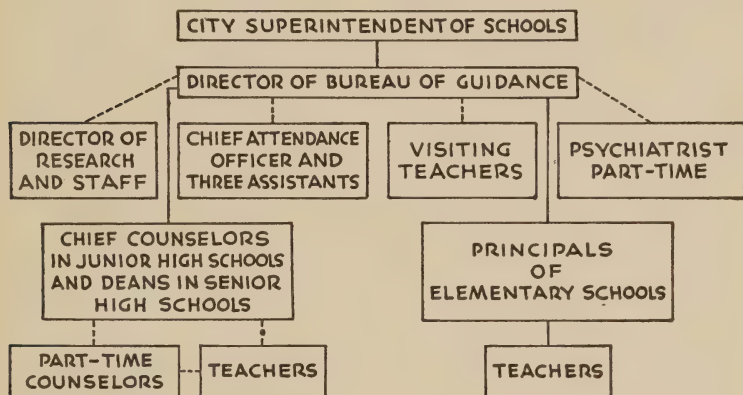 CITY SUPERINTENDENT OF SCHOOLS
DIRECTOR OF BUREAU OF GUIDANCE
DIRECTOR OF
RESEARCH
AND STAFF
CHIEF ATTENDANCE
OFFICER AND
THREE ASSISTANTS
VISITING
TEACHERS
PSYCHIATRIST
PART-TIME
CHIEF COUNSELORS
IN JUNIOR HIGH SCHOOLS
AND DEANS IN SENIOR
HIGH SCHOOLS
PRINCIPALS
OF
ELEMENTARY SCHOOLS
PART-TIME
COUNSELORS
TEACHERS
TEACHERS